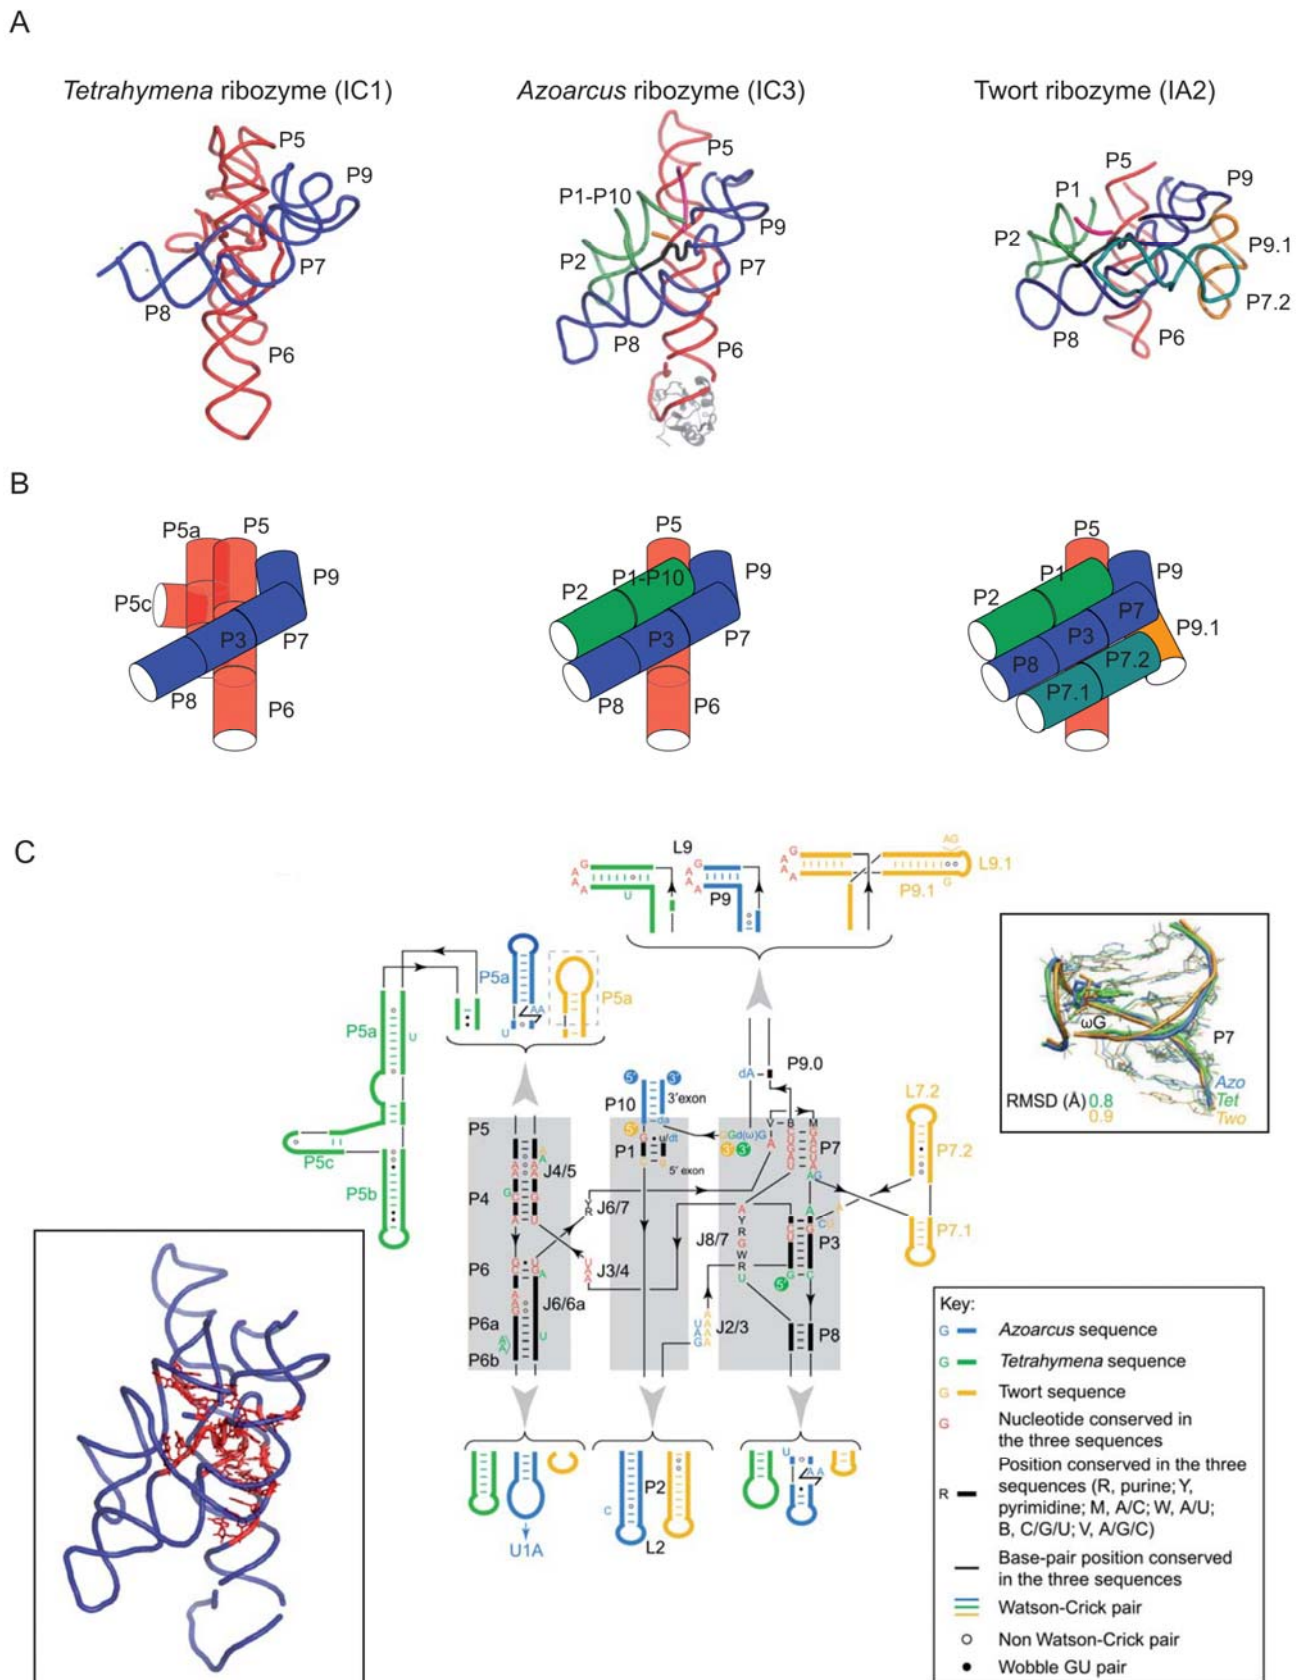 A
Tetrahymena ribozyme (IC1)
Azoarcus ribozyme (IC3)
Twort ribozyme (IA2)
P5
P9
P7
P8
P6
P5
P1-P10
P9
P2
P7
P8
P6
P5
P9
P1
P2
P9.1
P7.2
P8
P6
B
P5a
P5
P9
P5c
P3
P7
P8
P6
P5
P1-P10
P9
P2
P3
P7
P8
P6
P5
P1
P9
P2
P7
P9.1
P3
P8
P7.2
P7.1
P6
C
L9
G
A
A
A
U
G
A
A
A
P9
G
A
A
A
P9.1
AG
G
L9.1
P5a
U
P5c
P5b
P5a
AA
U
P5a
ωG
P7
RMSD (Å)
0.8
0.9
Azo
Tet
Two
P9.0
dA
5'
3'
P10
3'exon
P1
5' exon
P5
J4/5
P4
P6
J6/6a
P6a
P6b
J6/7
J3/4
J8/7
J2/3
P7
P3
P8
L7.2
P7.2
P7.1
U1A
C
P2
L2
U
AA
Key:
G Azoarcus sequence
G Tetrahymena sequence
G Twort sequence
G Nucleotide conserved in
the three sequences
Position conserved in the three
R sequences (R, purine; Y,
pyrimidine; M, A/C; W, A/U;
B, C/G/U; V, A/G/C)
Base-pair position conserved
in the three sequences
Watson-Crick pair
Non Watson-Crick pair
Wobble GU pair